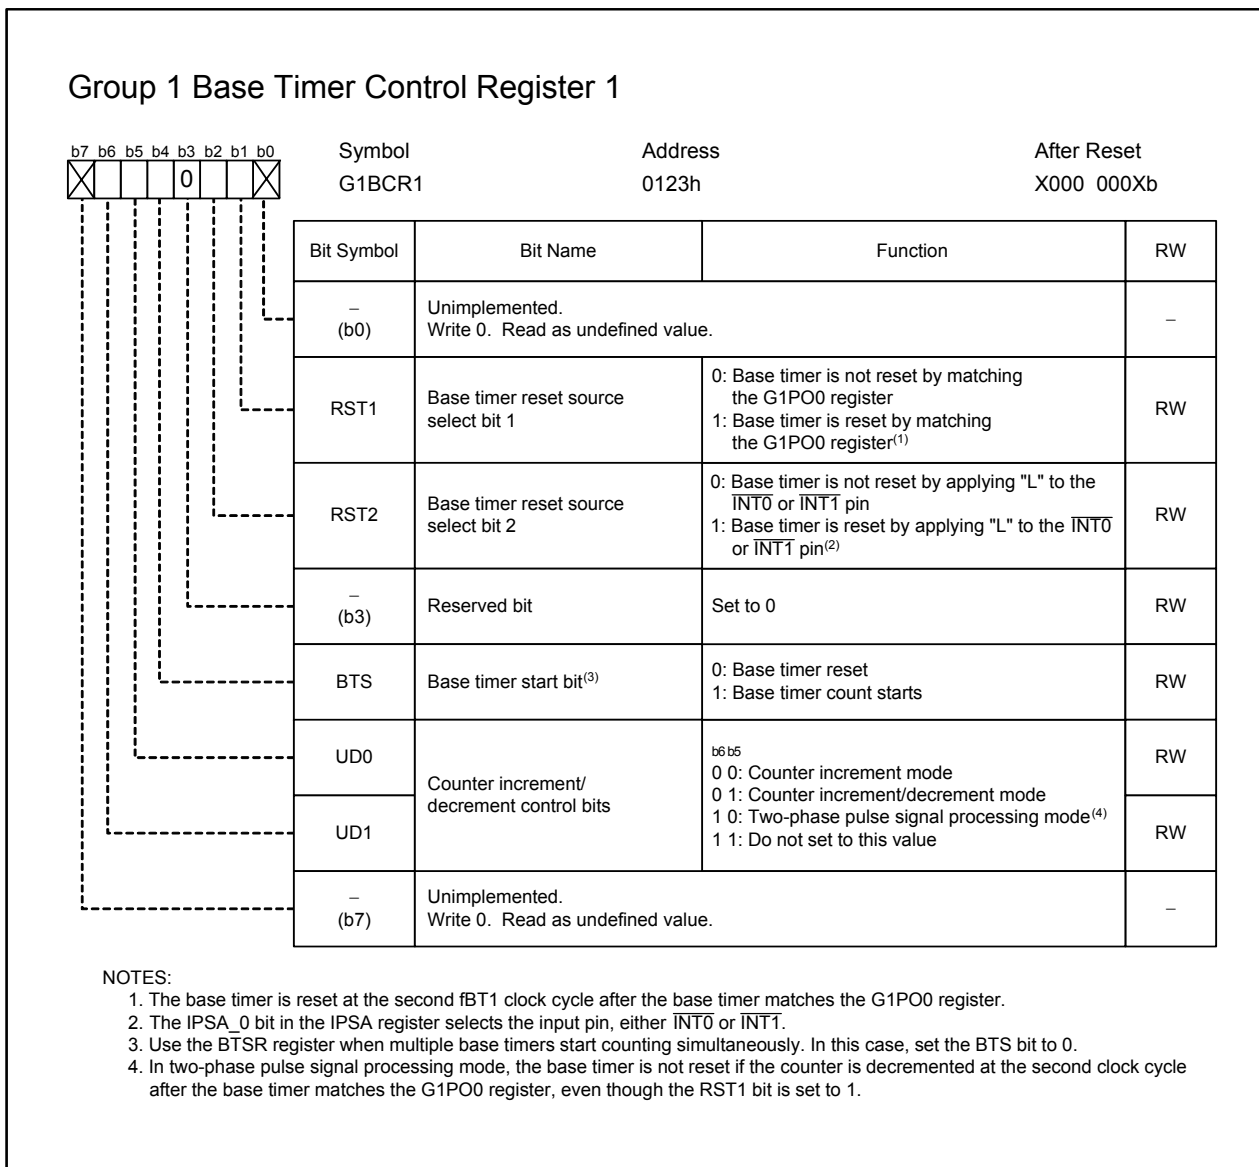 Group 1 Base Timer Control Register 1
b7 b6 b5 b4 b3 b2 b1 b0
0
Symbol Address After Reset
G1BCR1 0123h X000 000Xb
Bit Symbol Bit Name Function RW
–
(b0)
Unimplemented.
Write 0. Read as undefined value.
–
RST1
Base timer reset source
select bit 1
0: Base timer is not reset by matching
the G1PO0 register
1: Base timer is reset by matching
the G1PO0 register(1)
RW
RST2
Base timer reset source
select bit 2
0: Base timer is not reset by applying "L" to the
INT0 or INT1 pin
1: Base timer is reset by applying "L" to the INT0
or INT1 pin(2)
RW
–
(b3)
Reserved bit
Set to 0
RW
BTS
Base timer start bit(3)
0: Base timer reset
1: Base timer count starts
RW
UD0
UD1
Counter increment/
decrement control bits
b6 b5
0 0: Counter increment mode
0 1: Counter increment/decrement mode
1 0: Two-phase pulse signal processing mode(4)
1 1: Do not set to this value
RW
RW
–
(b7)
Unimplemented.
Write 0. Read as undefined value.
–
NOTES:
1. The base timer is reset at the second fBT1 clock cycle after the base timer matches the G1PO0 register.
2. The IPSA_0 bit in the IPSA register selects the input pin, either INT0 or INT1.
3. Use the BTSR register when multiple base timers start counting simultaneously. In this case, set the BTS bit to 0.
4. In two-phase pulse signal processing mode, the base timer is not reset if the counter is decremented at the second clock cycle
after the base timer matches the G1PO0 register, even though the RST1 bit is set to 1.